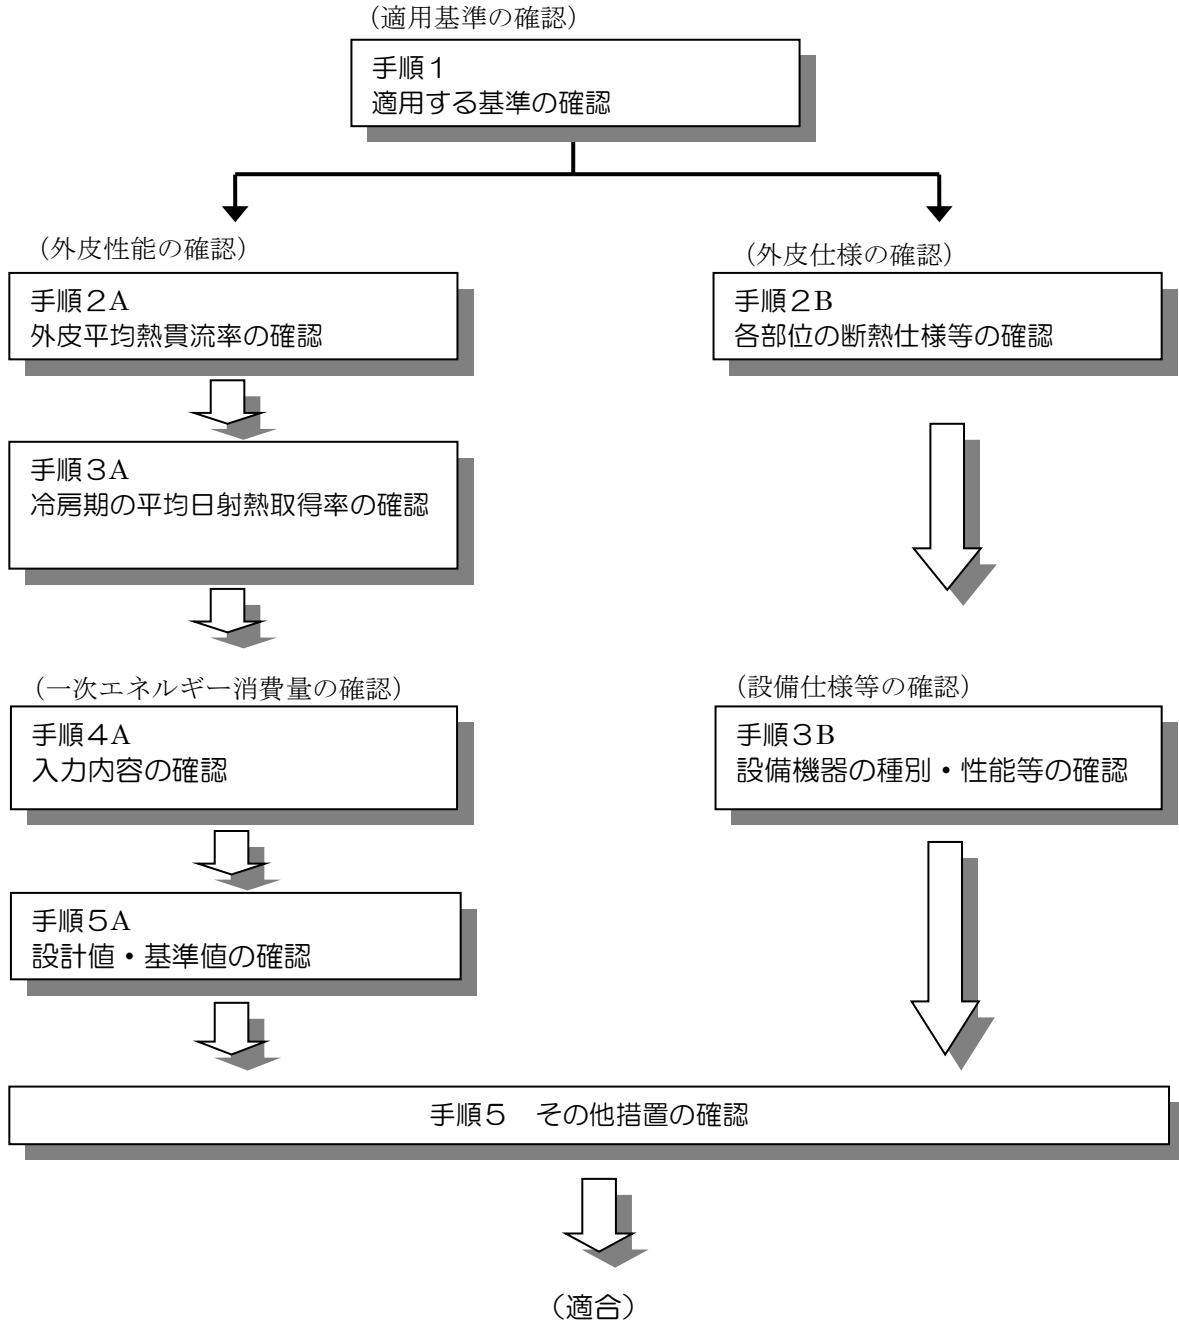 （適用基準の確認）
手順１
適用する基準の確認
（外皮性能の確認）
手順２A
外皮平均熱貫流率の確認
手順３A
冷房期の平均日射熱取得率の確認
（一次エネルギー消費量の確認）
手順４A
入力内容の確認
手順５A
設計値・基準値の確認
（外皮仕様の確認）
手順２B
各部位の断熱仕様等の確認
（設備仕様等の確認）
手順３B
設備機器の種別・性能等の確認
手順５　その他措置の確認
（適合）